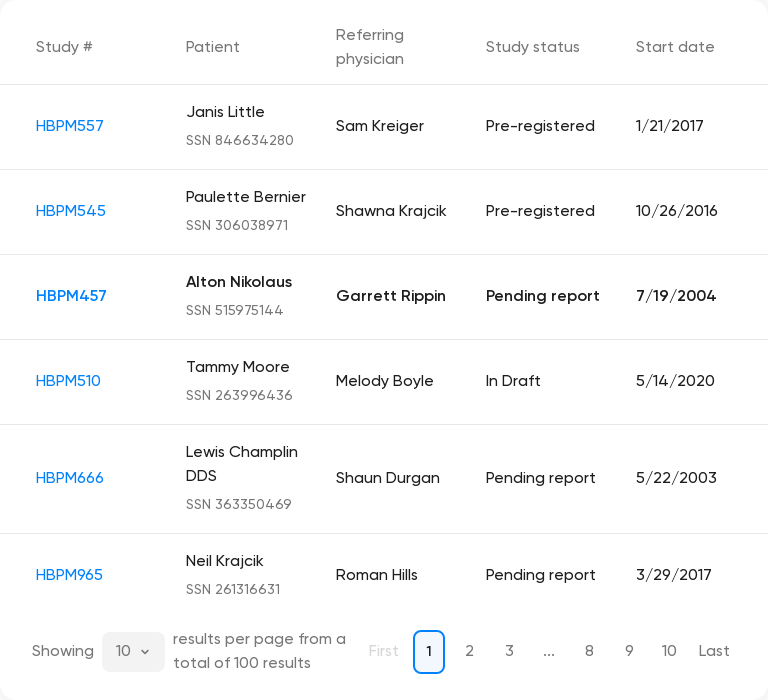 Study # Patient Referring physician Study status Start date
HBPM557 Janis Little Sam Kreiger Pre-registered 1/21/2017
SSN 846634280
HBPM545 Paulette Bernier Shawna Krajcik Pre-registered 10/26/2016
SSN 306038971
HBPM457 Alton Nikolaus Garrett Rippin Pending report 7/19/2004
SSN 515975144
HBPM510 Tammy Moore Melody Boyle In Draft 5/14/2020
SSN 263996436
HBPM666 Lewis Champlin DDS Shaun Durgan Pending report 5/22/2003
SSN 363350469
HBPM965 Neil Krajcik Roman Hills Pending report 3/29/2017
SSN 261316631
Showing 10 results per page from a total of 100 results First 1 2 3 ... 8 9 10 Last